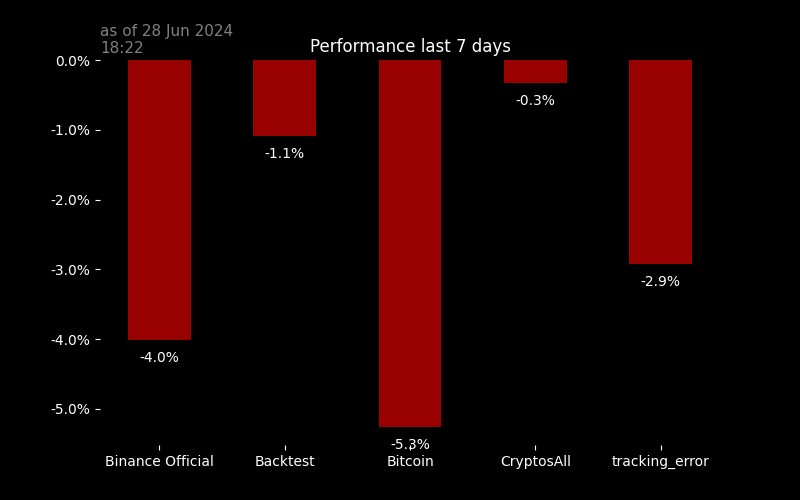 as of 28 Jun 2024
18:22
Performance last 7 days
0.0%
-1.0%
-2.0%
-3.0%
-4.0%
-5.0%
-4.0%
-1.1%
-5.3%
-0.3%
-2.9%
Binance Official
Backtest
Bitcoin
CryptosAll
tracking_error